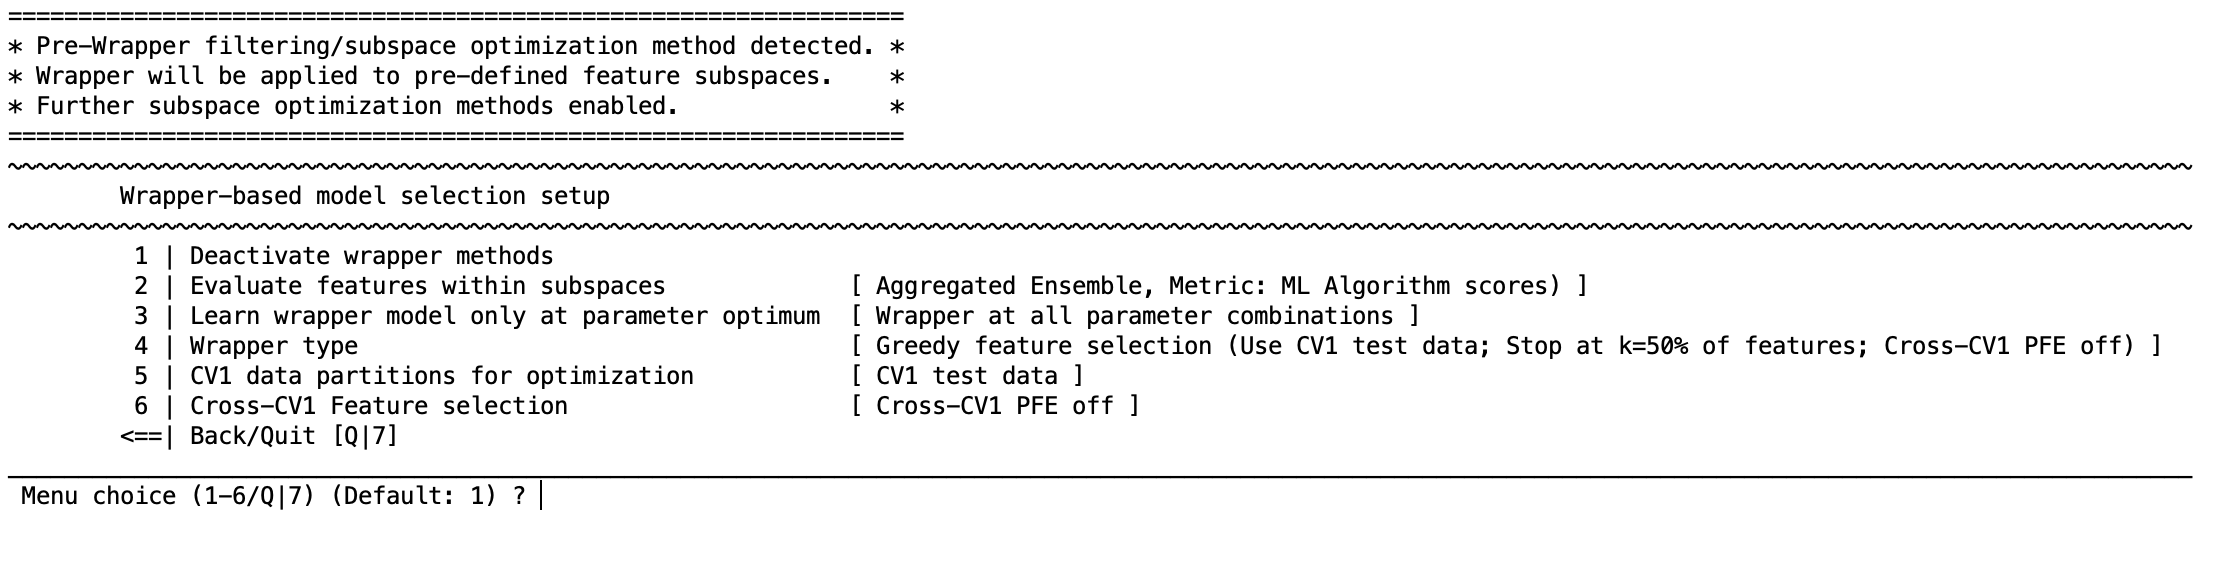 ================================================================
* Pre-Wrapper filtering/subspace optimization method detected. *
* Wrapper will be applied to pre-defined feature subspaces.    *
* Further subspace optimization methods enabled.               *
================================================================
~~~~~~~~~~~~~~~~~~~~~~~~~~~~~~~~~~~~~~~~~~~~~~~~~~~~~~~~~~~~~~~~~~~~~~~~~~~~~~~~~~~~~~~~~~~~~~~~~~~~~~~~~~~~~~~~~~~~~~~~~~~~~~~~~~~~~~~~~~~~~~~~~~~~~~~~~~~~
        Wrapper-based model selection setup
~~~~~~~~~~~~~~~~~~~~~~~~~~~~~~~~~~~~~~~~~~~~~~~~~~~~~~~~~~~~~~~~~~~~~~~~~~~~~~~~~~~~~~~~~~~~~~~~~~~~~~~~~~~~~~~~~~~~~~~~~~~~~~~~~~~~~~~~~~~~~~~~~~~~~~~~~~~~
         1 | Deactivate wrapper methods
         2 | Evaluate features within subspaces             [ Aggregated Ensemble, Metric: ML Algorithm scores) ]
         3 | Learn wrapper model only at parameter optimum  [ Wrapper at all parameter combinations ]
         4 | Wrapper type                                   [ Greedy feature selection (Use CV1 test data; Stop at k=50% of features; Cross-CV1 PFE off) ]
         5 | CV1 data partitions for optimization           [ CV1 test data ]
         6 | Cross-CV1 Feature selection                    [ Cross-CV1 PFE off ]
        <==| Back/Quit [Q|7]
 Menu choice (1-6/Q|7) (Default: 1) ?